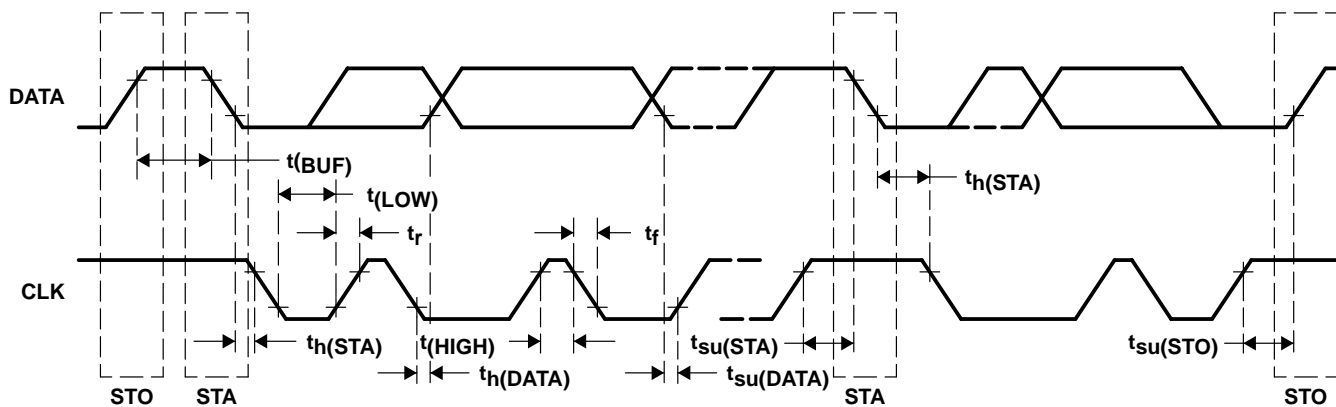 DATA
t(BUF)
t(LOW)
th(STA)
tr
tf
CLK
th(STA)
t(HIGH)
tsu(STA)
tsu(STO)
th(DATA)
tsu(DATA)
STO
STA
STA
STO